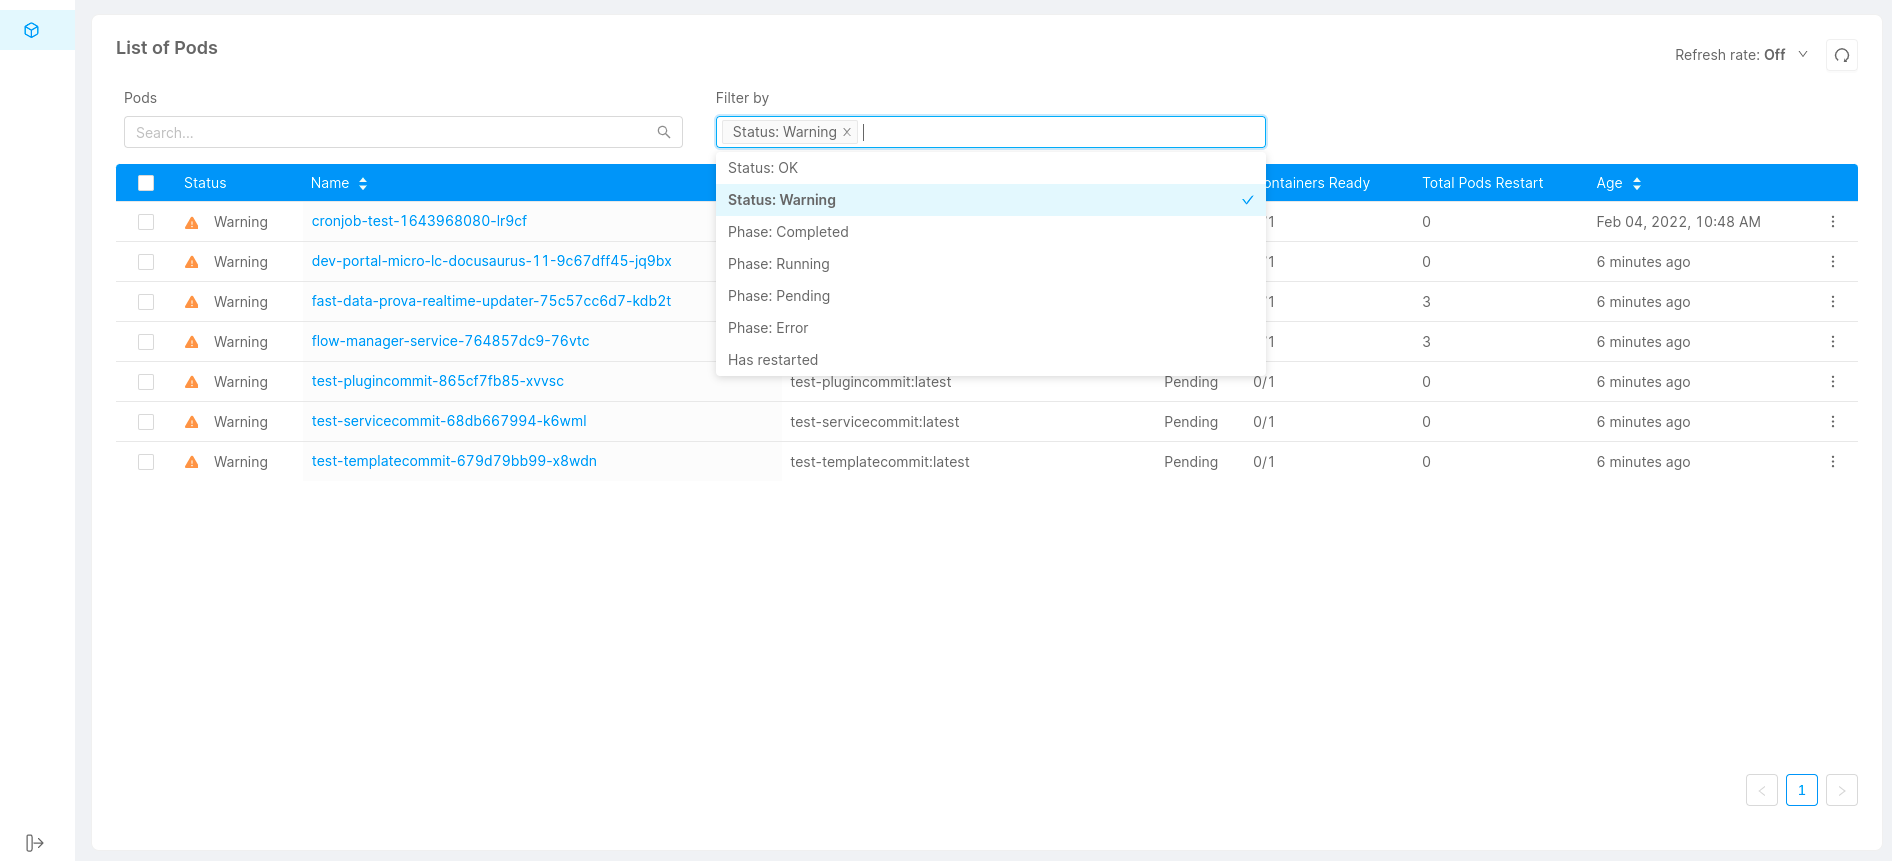 List of Pods
Refresh rate: Off
Pods
Filter by
Search...
Status: Warning
Status: OK
Status: Warning
Phase: Completed
Phase: Running
Phase: Pending
Phase: Error
Has restarted
Status Name ontainers Ready Total Pods Restart Age
Warning cronjob-test-1643968080-lr9cf /1 0 Feb 04, 2022, 10:48 AM
Warning dev-portal-micro-lc-docusaurus-11-9c67dff45-jq9bx /1 0 6 minutes ago
Warning fast-data-prova-realtime-updater-75c57cc6d7-kdb2t /1 3 6 minutes ago
Warning flow-manager-service-764857dc9-76vtc /1 3 6 minutes ago
Warning test-plugincommit-865cf7fb85-xvvsc test-plugincommit:latest Pending 0/1 0 6 minutes ago
Warning test-servicecommit-68db667994-k6wml test-servicecommit:latest Pending 0/1 0 6 minutes ago
Warning test-templatecommit-679d79bb99-x8wdn test-templatecommit:latest Pending 0/1 0 6 minutes ago
1